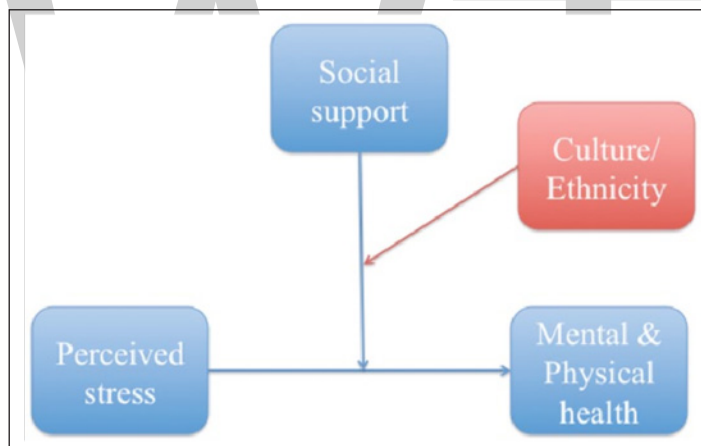 Social
support
Culture/
Ethnicity
Perceived
stress
Mental &
Physical
health